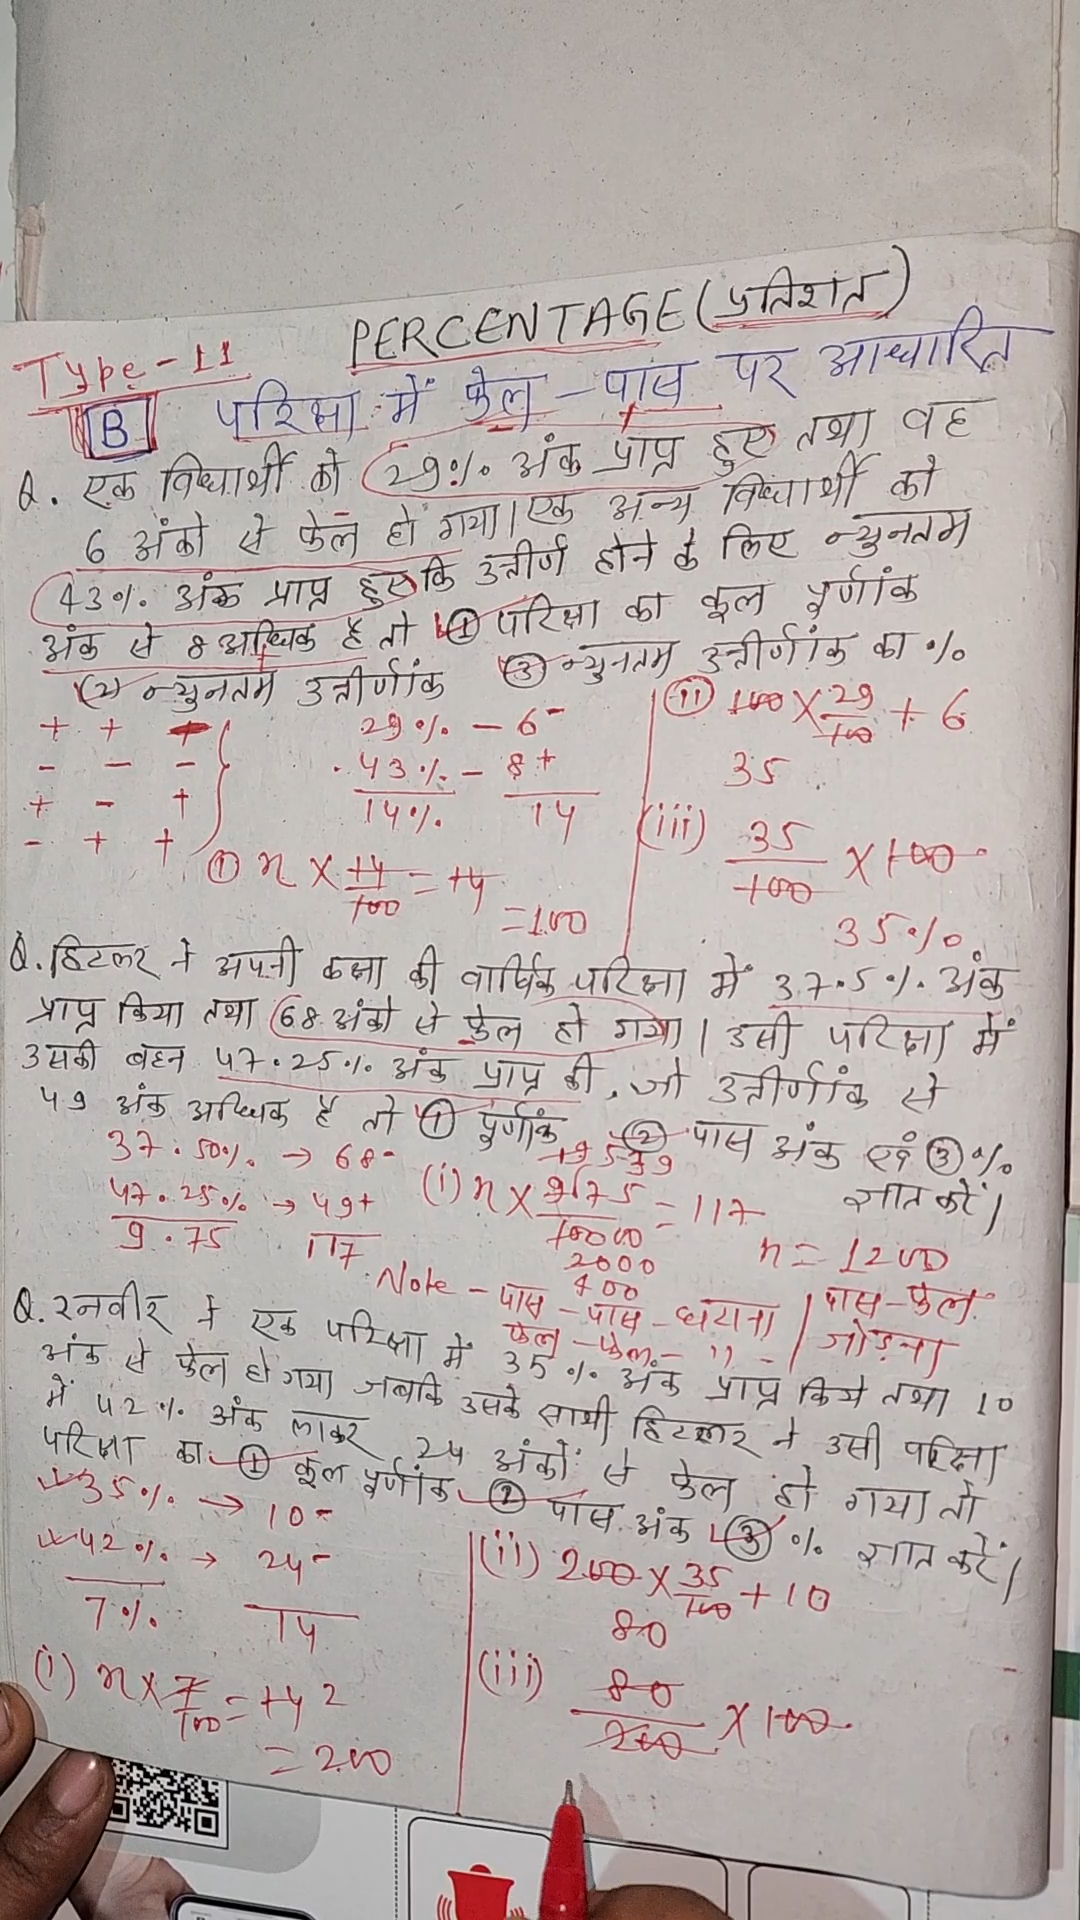 PERCENTAGE (प्रतिशत)
Type-11
B परिक्षा में फेल - पास पर आधारित
Q. एक विध्यार्थी को 29% अंक प्राप्त हुए तथा वह
6 अंको से फेल हो गया। एक अन्य विध्यार्थी को
43% अंक प्राप्त हुए कि उत्तीर्ण होने के लिए न्युनतम
अंक से 8 अधिक है तो ① परिक्षा का कुल पूर्णांक
(2) न्युनतम उत्तीर्णांक ③ न्युनतम उत्तीर्णांक का %
+ + +
- - -
+ - +
- + +
29% - 6-
43% - 8+
14% 14
① n × 14/100 = 14
= 100
(ii) 100 × 29/100 + 6
35
(iii) 35/100 × 100
35%
Q. हिटलर ने अपनी कक्षा की वार्षिक परिक्षा में 37.5% अंक
प्राप्त किया तथा 68 अंको से फेल हो गया। उसी परिक्षा में
उसकी बहन 47.25% अंक प्राप्त की, जो उत्तीर्णांक से
49 अंक अधिक है तो ① पूर्णांक ② पास अंक एवं ③ %
ज्ञात करें।
37.50% → 68-
47.25% → 49+
9.75 117
(i) n × 975/10000 = 117
195 39
2000
400
n = 1200
Note - पास - पास - घटाना / पास - फेल
फेल - फेल - " - / जोड़ना
Q. रनवीर ने एक परिक्षा में 35% अंक प्राप्त किये तथा 10
अंक से फेल हो गया जबकि उसके साथी हिटलर ने उसी परिक्षा
में 42% अंक लाकर 24 अंकों से फेल हो गया तो
परिक्षा का ① कुल पूर्णांक ② पास अंक ③ % ज्ञात करें।
35% → 10-
42% → 24-
7% 14
(i) n × 7/100 = 14 2
= 200
(ii) 200 × 35/100 + 10
80
(iii) 80/200 × 100